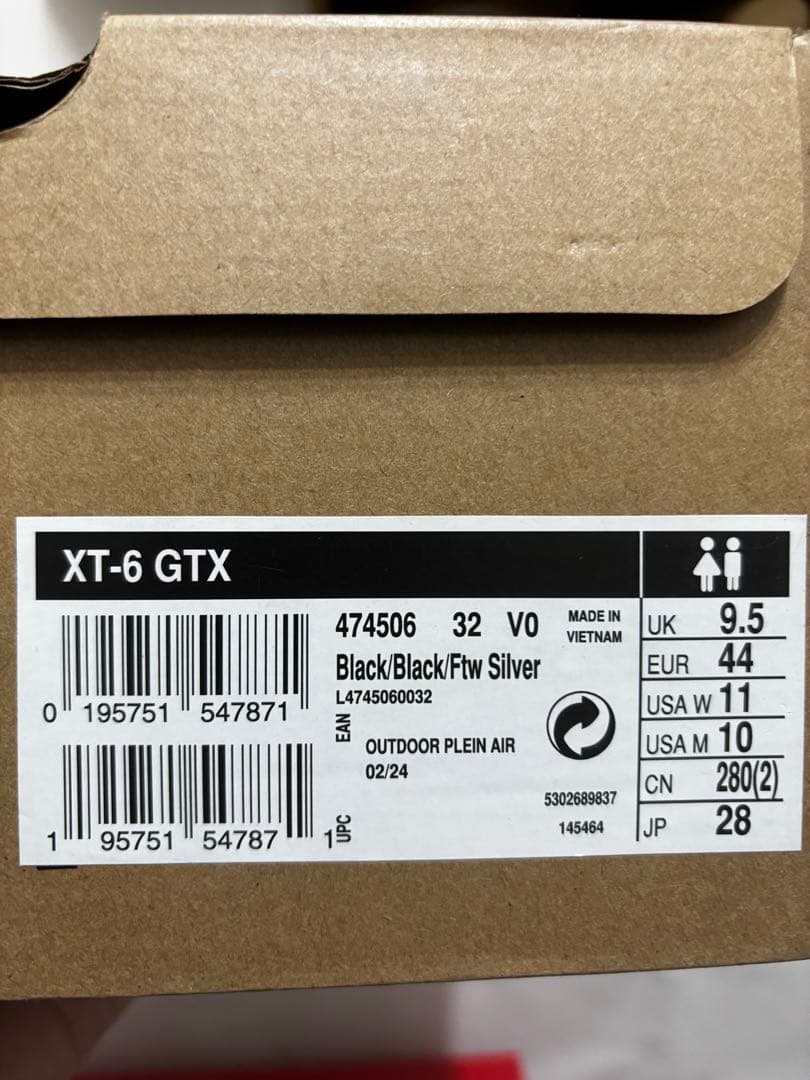 XT-6 GTX
474506 32 V0
MADE IN
VIETNAM
Black/Black/Ftw Silver
L4745060032
0 195751 547871
EAN
OUTDOOR PLEIN AIR
02/24
5302689837
145464
1 95751 54787 1
UPC
UK 9.5
EUR 44
USA W 11
USA M 10
CN 280(2)
JP 28